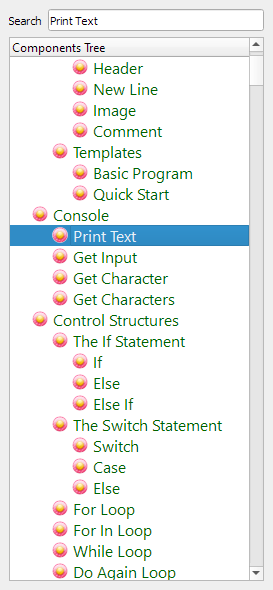 Search Print Text
Components Tree
Header
New Line
Image
Comment
Templates
Basic Program
Quick Start
Console
Print Text
Get Input
Get Character
Get Characters
Control Structures
The If Statement
If
Else
Else If
The Switch Statement
Switch
Case
Else
For Loop
For In Loop
While Loop
Do Again Loop